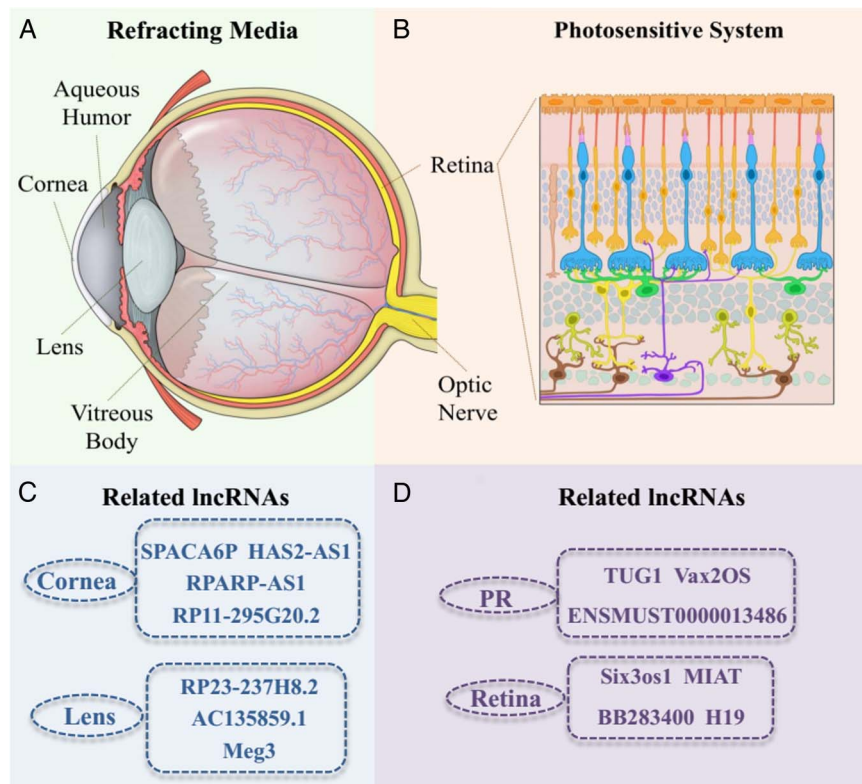 A
Refracting Media
Aqueous
Humor
Cornea
Lens
Vitreous
Body
B
Photosensitive System
Retina
Optic
Nerve
C
Related lncRNAs
Cornea
SPACA6P HAS2-AS1
RPARP-AS1
RP11-295G20.2
Lens
RP23-237H8.2
AC135859.1
Meg3
D
Related lncRNAs
PR
TUG1 Vax2OS
ENSMUST0000013486
Retina
Six3os1 MIAT
BB283400 H19